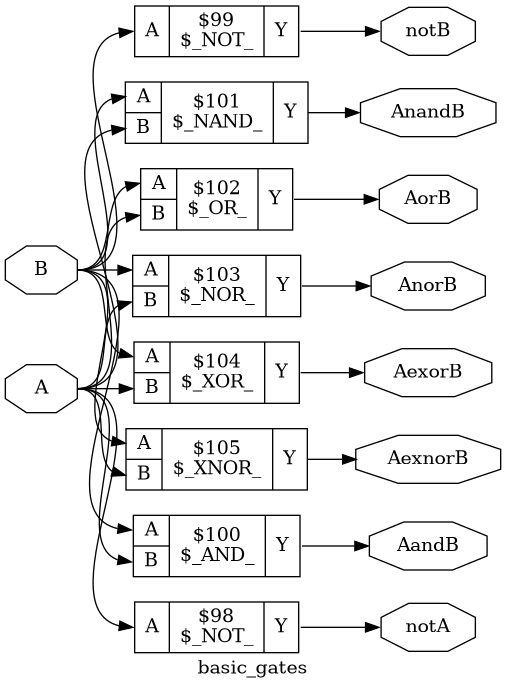 A $99 $_NOT_ Y notB
A B $101 $_NAND_ Y AnandB
A B $102 $_OR_ Y AorB
B
A B $103 $_NOR_ Y AnorB
A
A B $104 $_XOR_ Y AexorB
A B $105 $_XNOR_ Y AexnorB
A B $100 $_AND_ Y AandB
A $98 $_NOT_ Y notA
basic_gates